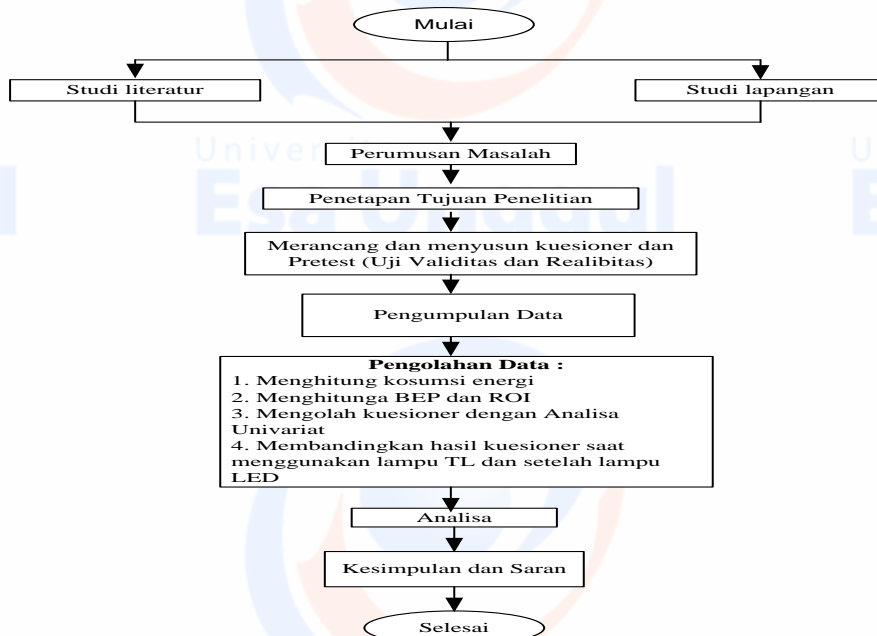 Mulai
Studi literatur
Studi lapangan
Perumusan Masalah
Penetapan Tujuan Penelitian
Merancang dan menyusun kuesioner dan
Pretest (Uji Validitas dan Realibitas)
Pengumpulan Data
Pengolahan Data :
1. Menghitung kosumsi energi
2. Menghitunga BEP dan ROI
3. Mengolah kuesioner dengan Analisa
Univariat
4. Membandingkan hasil kuesioner saat
menggunakan lampu TL dan setelah lampu
LED
Analisa
Kesimpulan dan Saran
Selesai
Esa Unggul